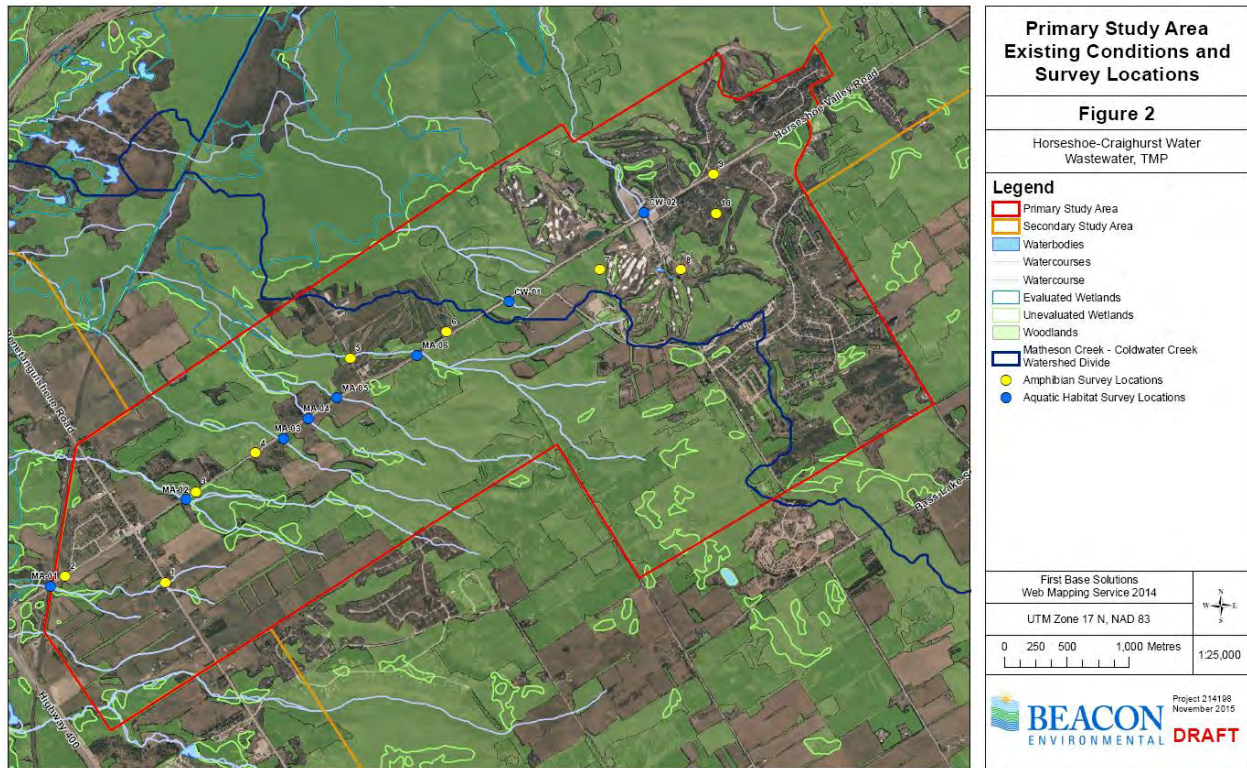 Primary Study Area
Existing Conditions and
Survey Locations
Figure 2
Horseshoe-Craighurst Water
Wastewater, TMP
Legend
Primary Study Area
Secondary Study Area
Waterbodies
Watercourses
Watercourse
Evaluated Wetlands
Unevaluated Wetlands
Woodlands
Matheson Creek - Coldwater Creek
Watershed Divide
Amphibian Survey Locations
Aquatic Habitat Survey Locations
First Base Solutions
Web Mapping Service 2014
UTM Zone 17 N, NAD 83
N
W E
S
0 250 500 1,000 Metres
1:25,000
BEACON
ENVIRONMENTAL
Project 214198
November 2015
DRAFT
Horseshoe Valley Road
9
CW-02
10
7
8
CW-01
6
MA-06
5
MA-05
MA-04
MA-03
4
3
MA-02
2
MA-01
1
Penetanguishene Road
Highway 400
Bass Lake S